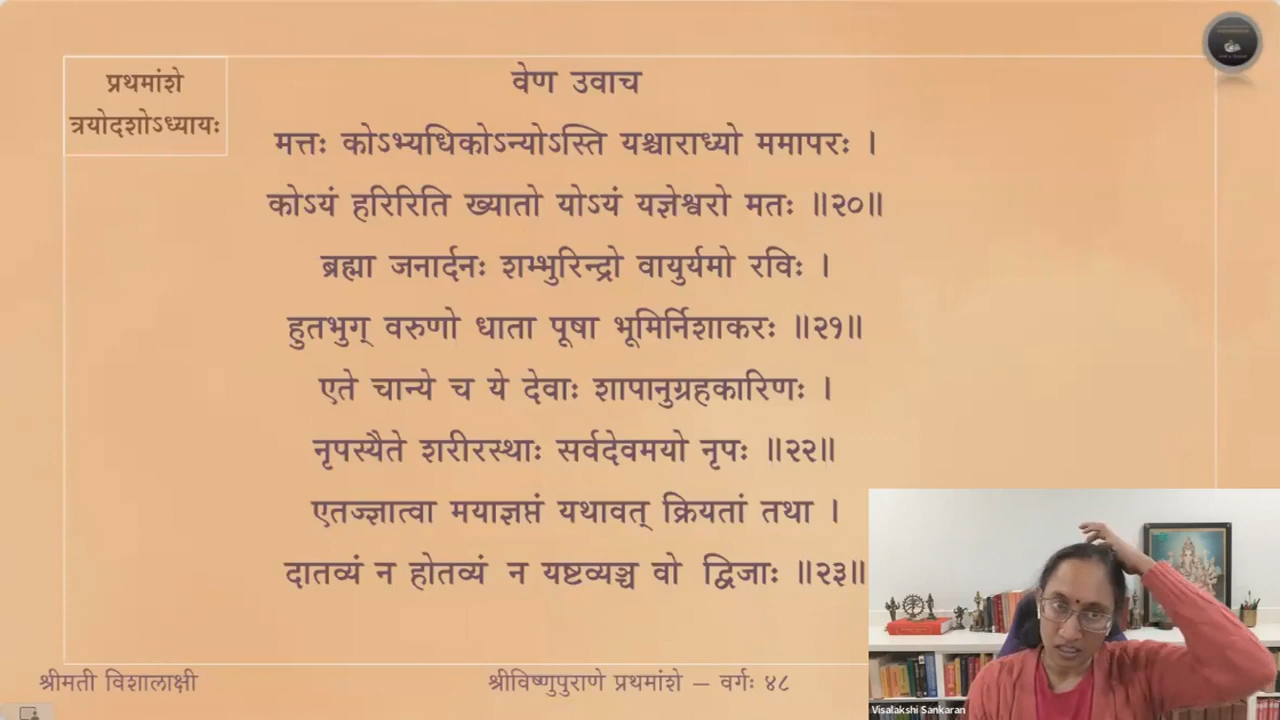 प्रथमांशे
त्रयोदशोऽध्यायः
वेण उवाच
मत्तः कोऽभ्यधिकोऽन्योऽस्ति यश्चाराध्यो ममापरः ।
कोऽयं हरिरिति ख्यातो योऽयं यज्ञेश्वरो मतः ॥२०॥
ब्रह्मा जनार्दनः शम्भुरिन्द्रो वायुर्यमो रविः ।
हुतभुग् वरुणो धाता पूषा भूमिर्निशाकरः ॥२१॥
एते चान्ये च ये देवाः शापानुग्रहकारिणः ।
नृपस्यैते शरीरस्थाः सर्वदेवमयो नृपः ॥२२॥
एतज्ज्ञात्वा मयाज्ञप्तं यथावत् क्रियतां तथा ।
दातव्यं न होतव्यं न यष्टव्यञ्च वो द्विजाः ॥२३॥
श्रीमती विशालाक्षी
श्रीविष्णुपुराणे प्रथमांशे – वर्गः ४८
Visalakshi Sankaran